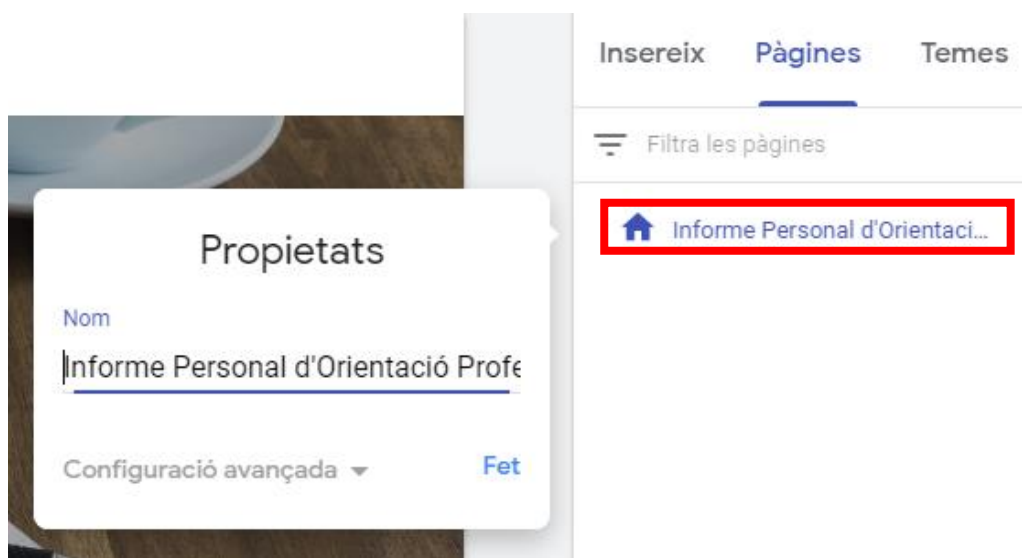 Insereix Pàgines Temes
Filtra les pàgines
Informe Personal d'Orientaci...
Propietats
Nom
Informe Personal d'Orientació Profe
Configuració avançada
Fet